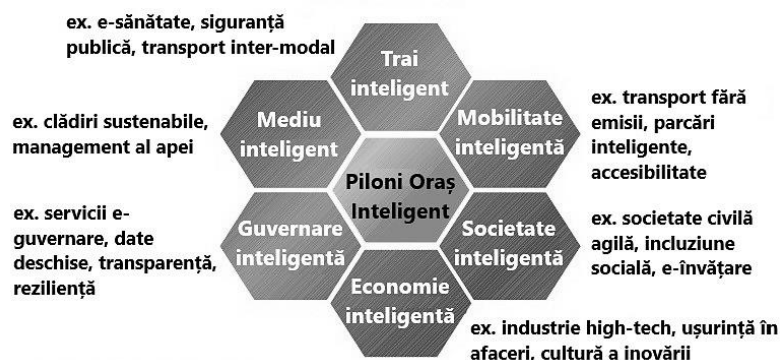 ex. e-sănătate, siguranță
publică, transport inter-modal
Trai
inteligent
ex. clădiri sustenabile,
management al apei
Mediu
inteligent
Mobilitate
inteligentă
ex. transport fără
emisii, parcări
inteligente,
accesibilitate
Piloni Oraș
Inteligent
ex. servicii e-
guvernare, date
deschise, transparență,
reziliență
Guvernare
inteligentă
Societate
inteligentă
ex. societate civilă
agilă, incluziune
socială, e-învățare
Economie
inteligentă
ex. industrie high-tech, ușurință în
afaceri, cultură a inovării